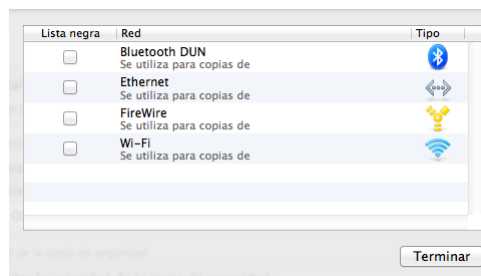 Lista negra Red Tipo
Bluetooth DUN
Se utiliza para copias de
Ethernet
Se utiliza para copias de
FireWire
Se utiliza para copias de
Wi-Fi
Se utiliza para copias de
Terminar